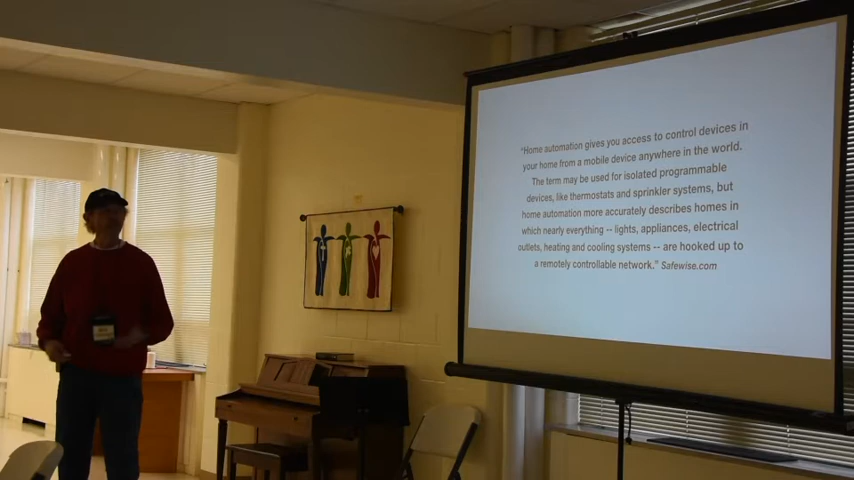 "Home automation gives you access to control devices in
your home from a mobile device anywhere in the world.
The term may be used for isolated programmable
devices, like thermostats and sprinkler systems, but
home automation more accurately describes homes in
which nearly everything -- lights, appliances, electrical
outlets, heating and cooling systems -- are hooked up to
a remotely controllable network." Safewise.com